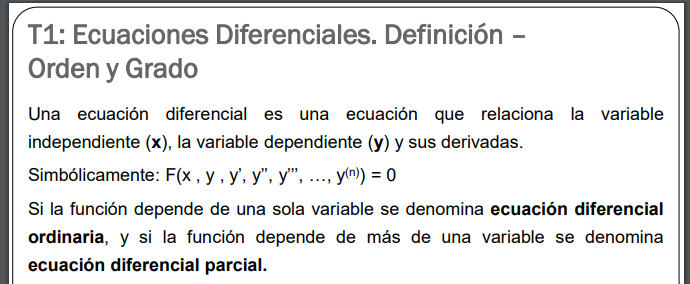 T1: Ecuaciones Diferenciales. Definición –
Orden y Grado
Una ecuación diferencial es una ecuación que relaciona la variable
independiente (x), la variable dependiente (y) y sus derivadas.
Simbólicamente: F(x , y , y’, y”, y’”, …, y⁽ⁿ⁾) = 0
Si la función depende de una sola variable se denomina ecuación diferencial
ordinaria, y si la función depende de más de una variable se denomina
ecuación diferencial parcial.